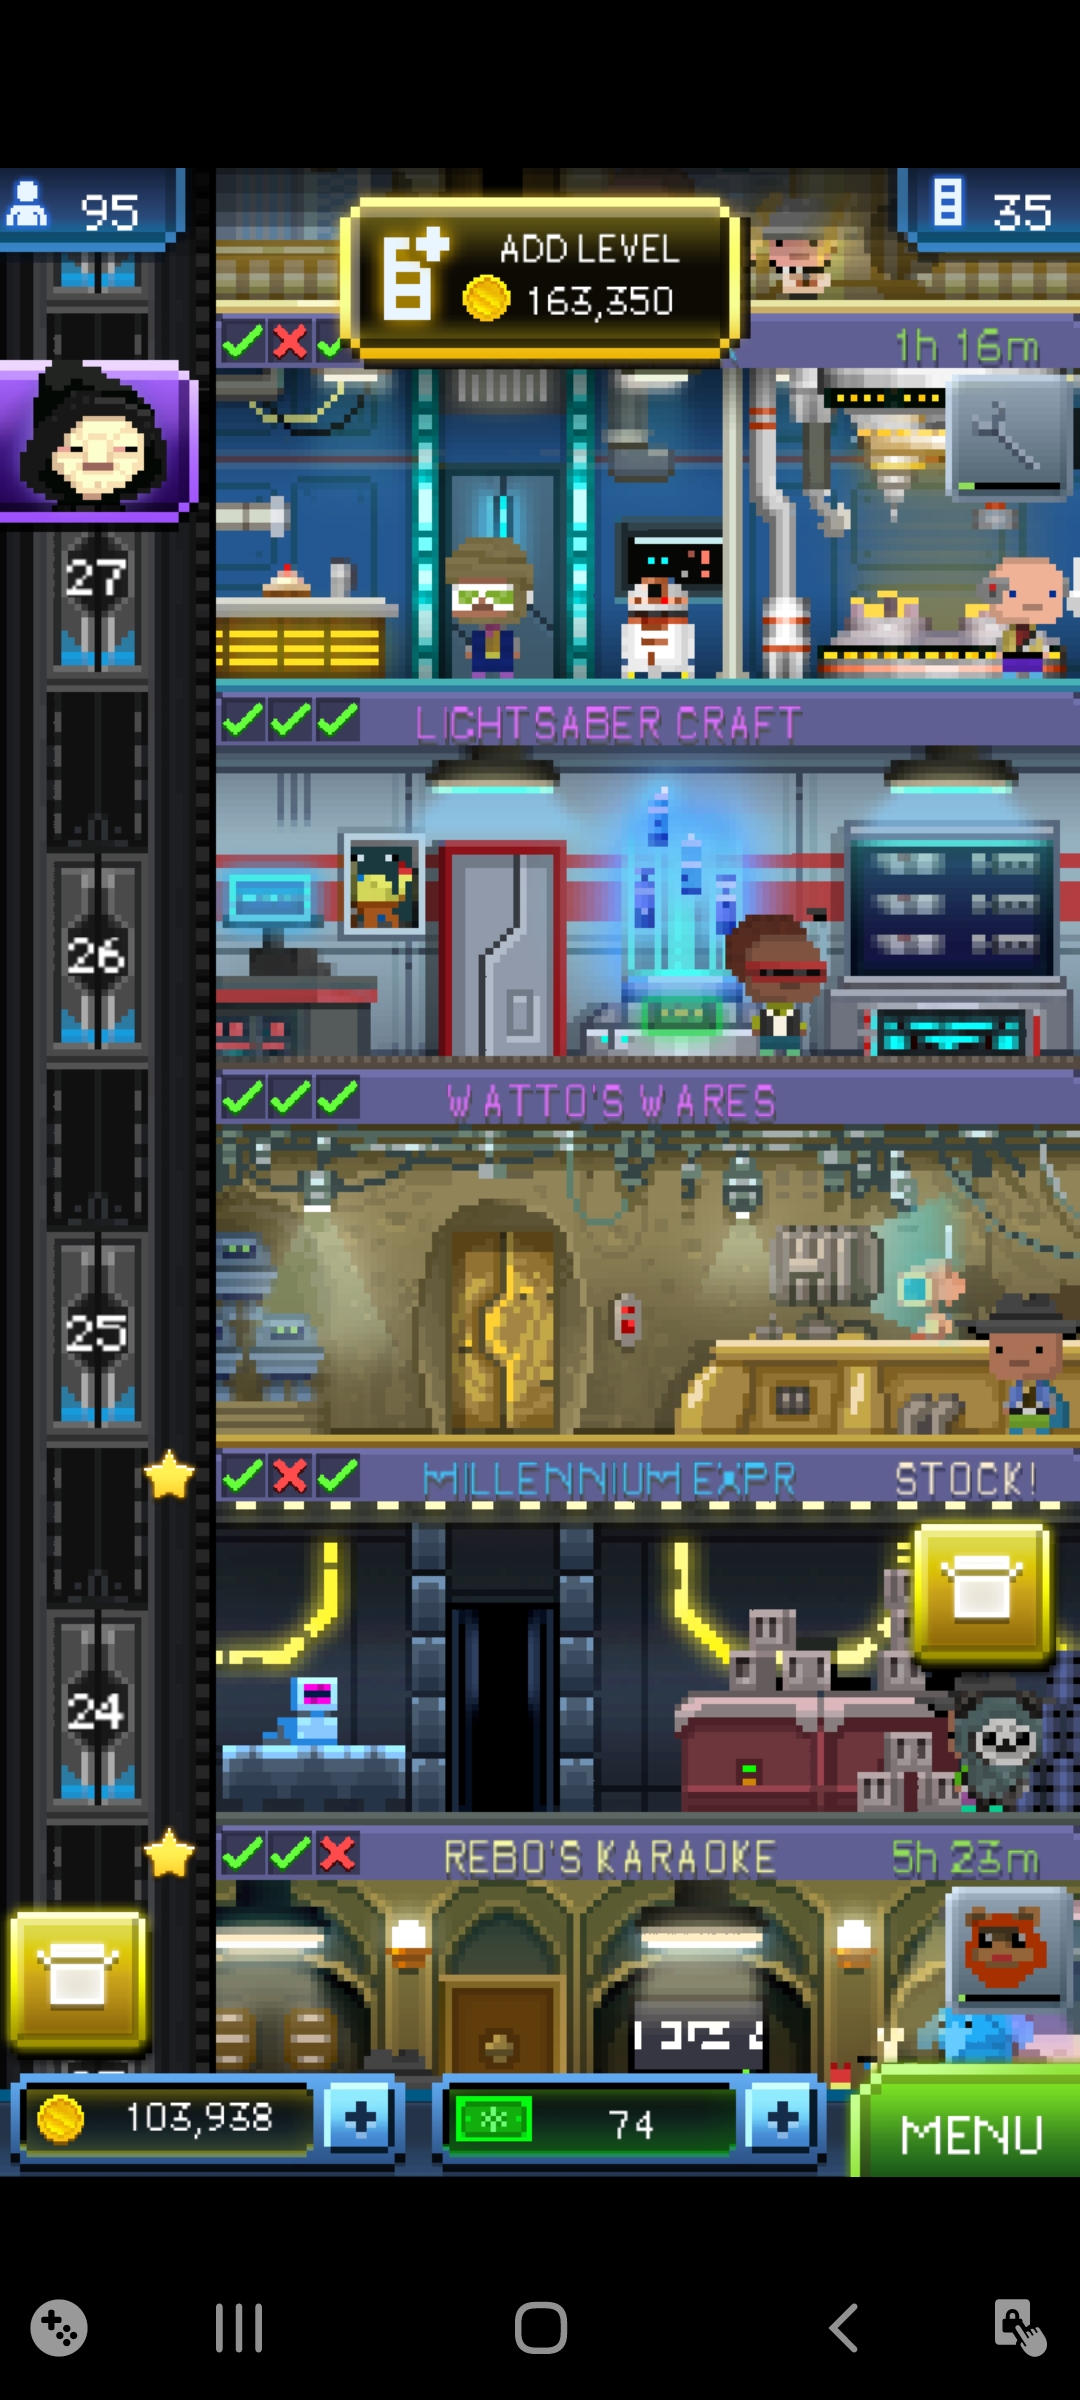 95
ADD LEVEL
163,350
35
1h 16m
27
LIGHTSABER CRAFT
26
WATTO'S WARES
25
MILLENNIUM EXPR
STOCK!
24
REBO'S KARAOKE
5h 23m
103,938
74
MENU